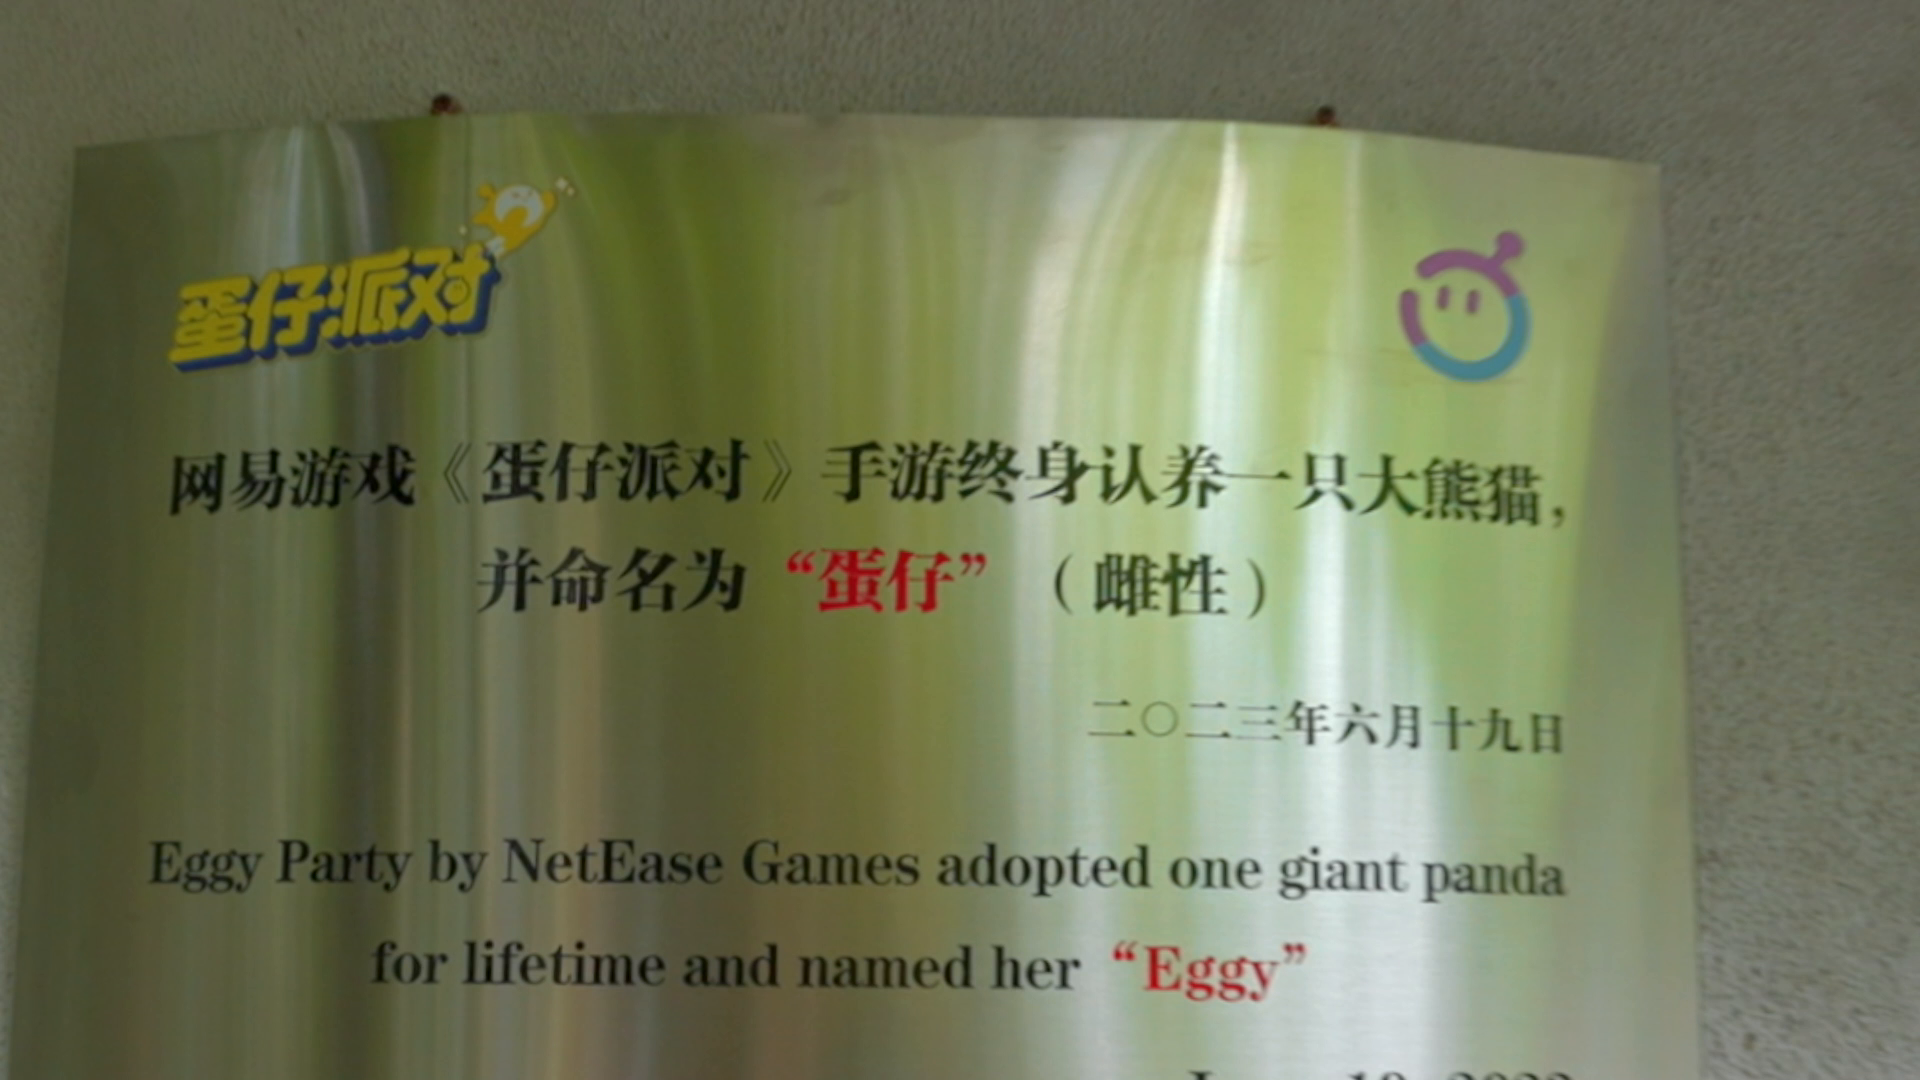 蛋仔派对
网易游戏《蛋仔派对》手游终身认养一只大熊猫，
并命名为“蛋仔”（雌性）
二〇二三年六月十九日
Eggy Party by NetEase Games adopted one giant panda
for lifetime and named her “Eggy”